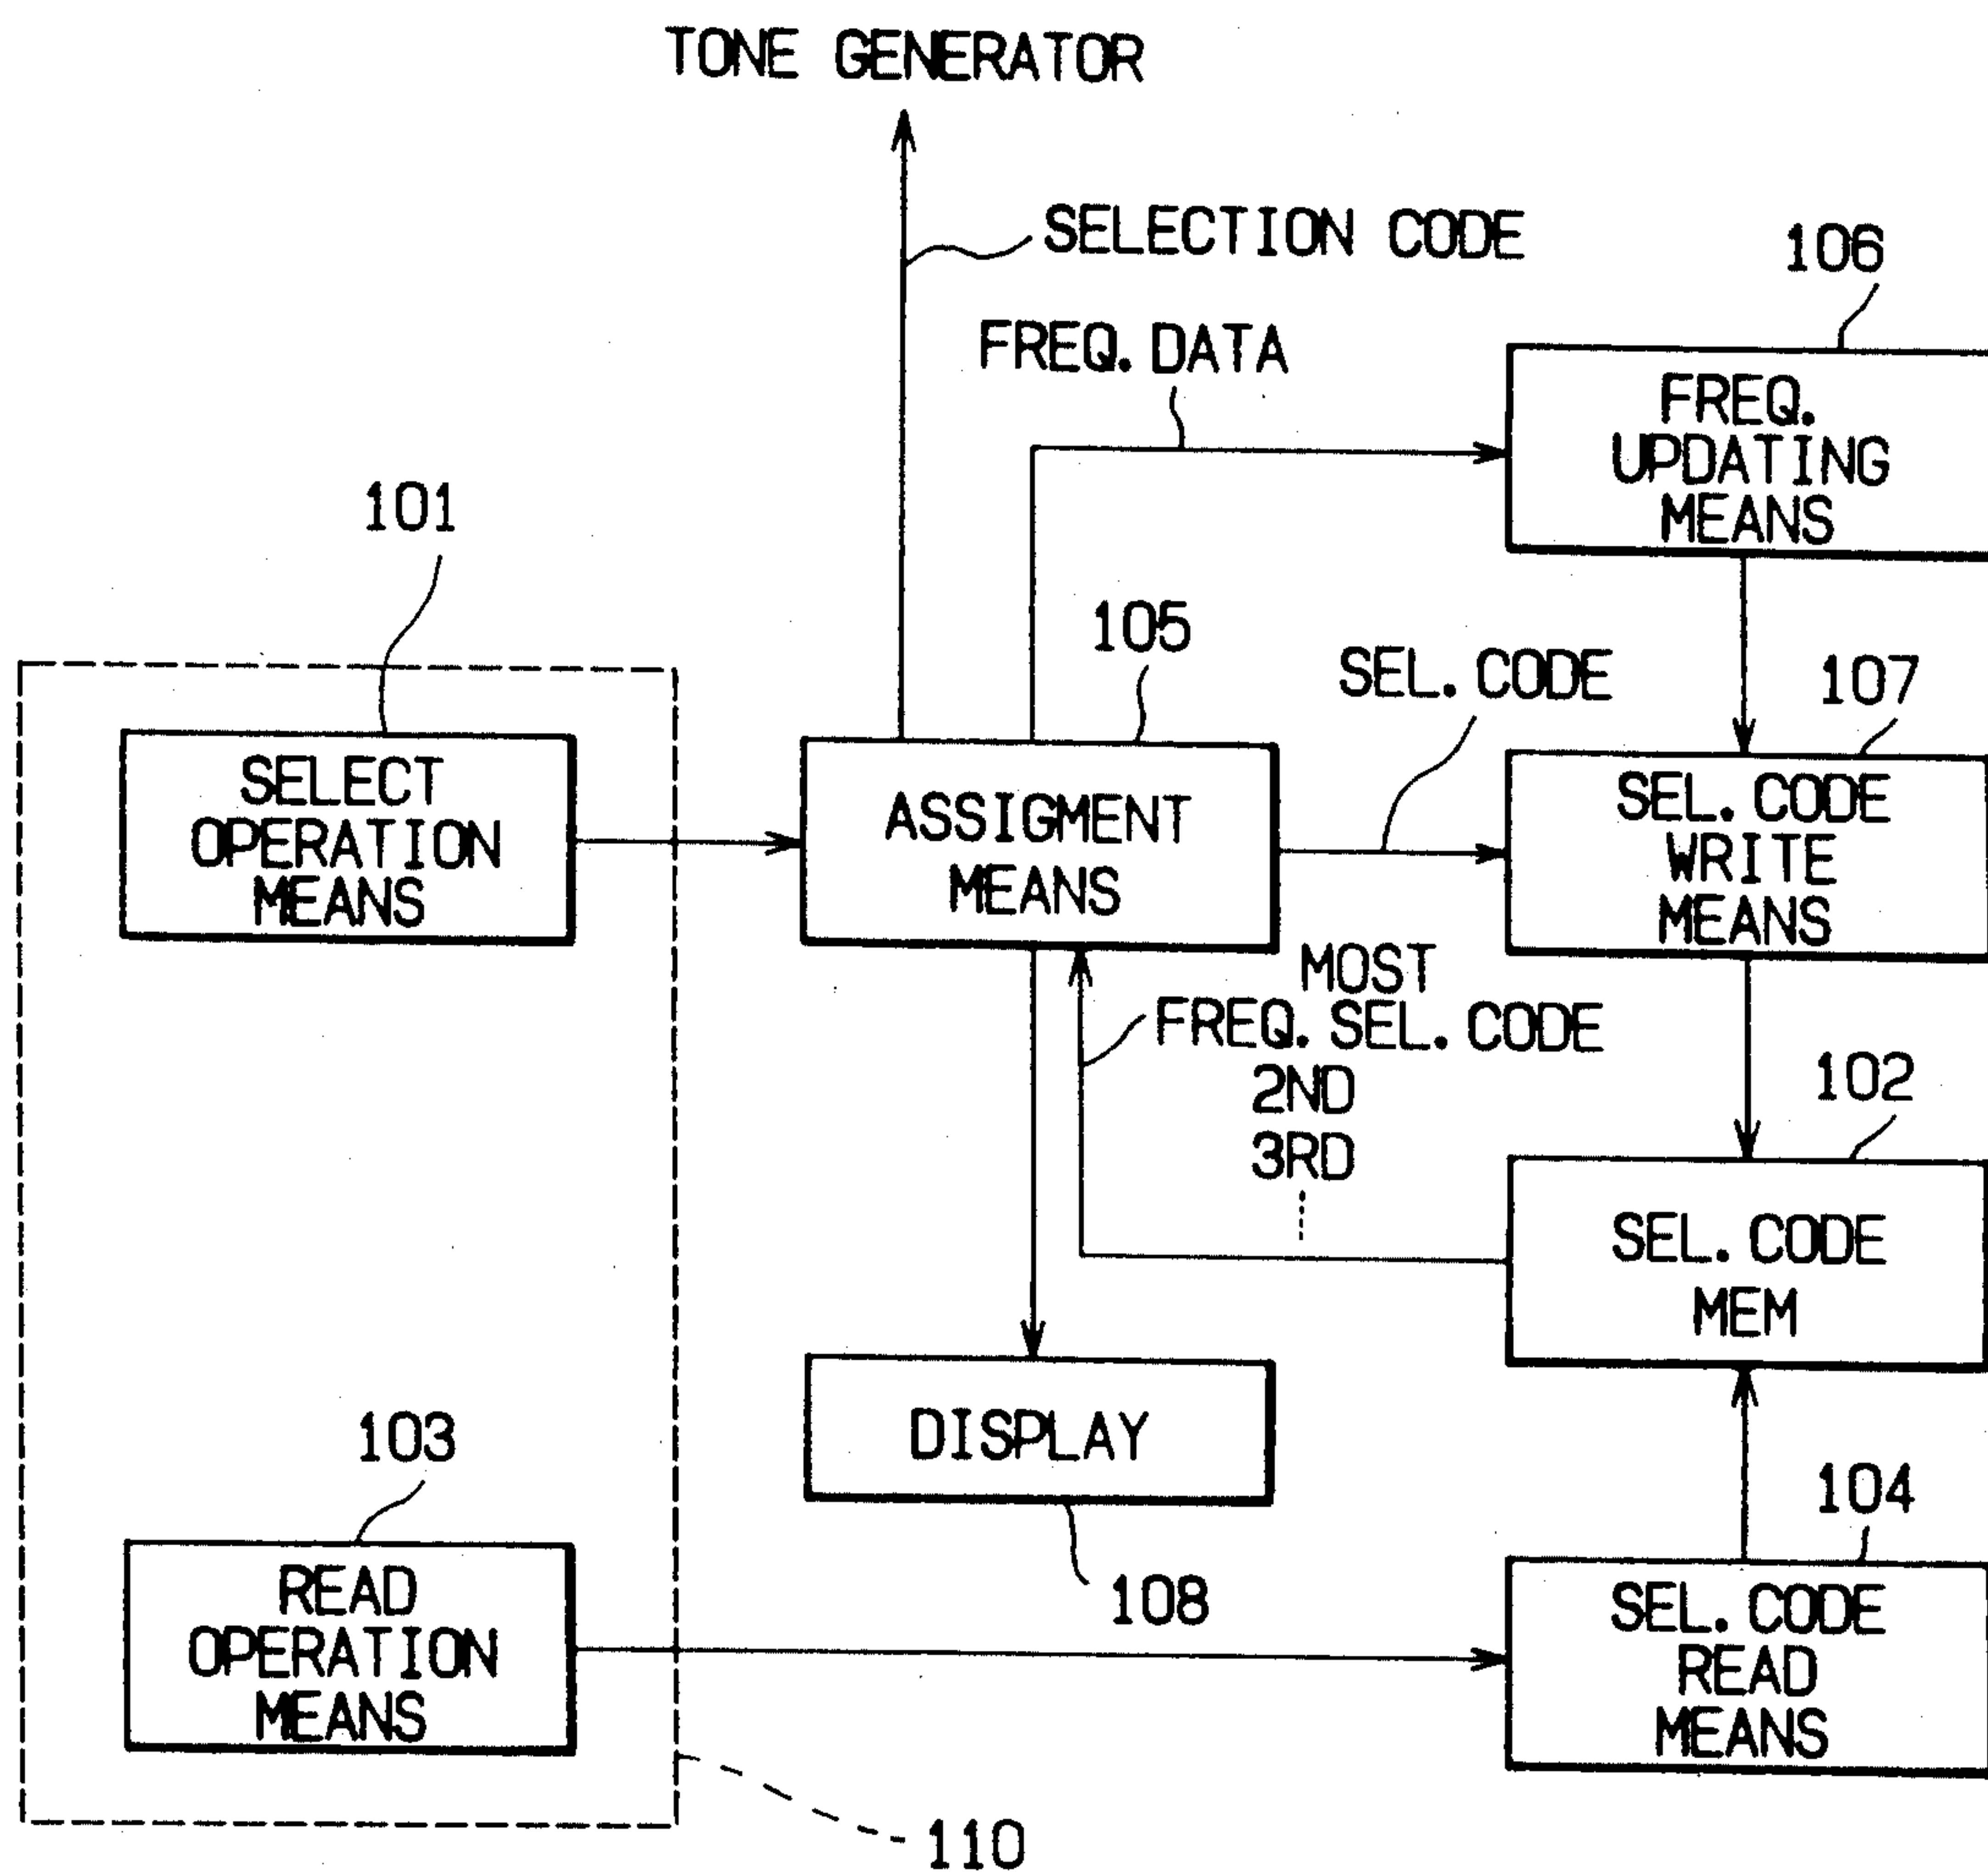 TONE GENERATOR
SELECTION CODE
106
FREQ. DATA
FREQ.
UPDATING
MEANS
101
105
SEL. CODE
107
SELECT
OPERATION
MEANS
ASSIGMENT
MEANS
SEL. CODE
WRITE
MEANS
MOST
FREQ. SEL. CODE
2ND
3RD
102
SEL. CODE
MEM
DISPLAY
103
104
108
READ
OPERATION
MEANS
SEL. CODE
READ
MEANS
110